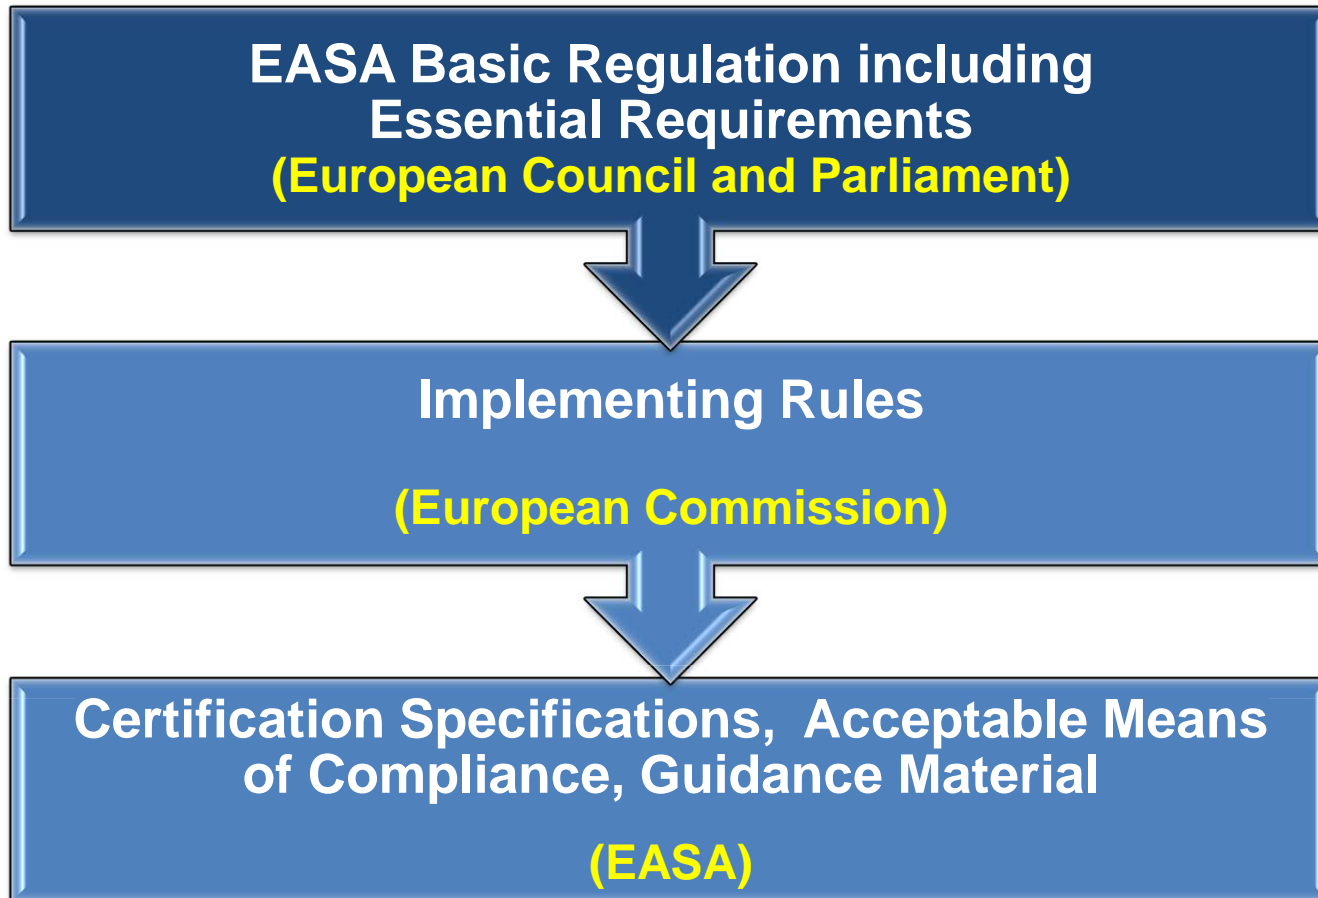 EASA Basic Regulation including
Essential Requirements
(European Council and Parliament)
Implementing Rules
(European Commission)
Certification Specifications,  Acceptable Means
of Compliance, Guidance Material
(EASA)